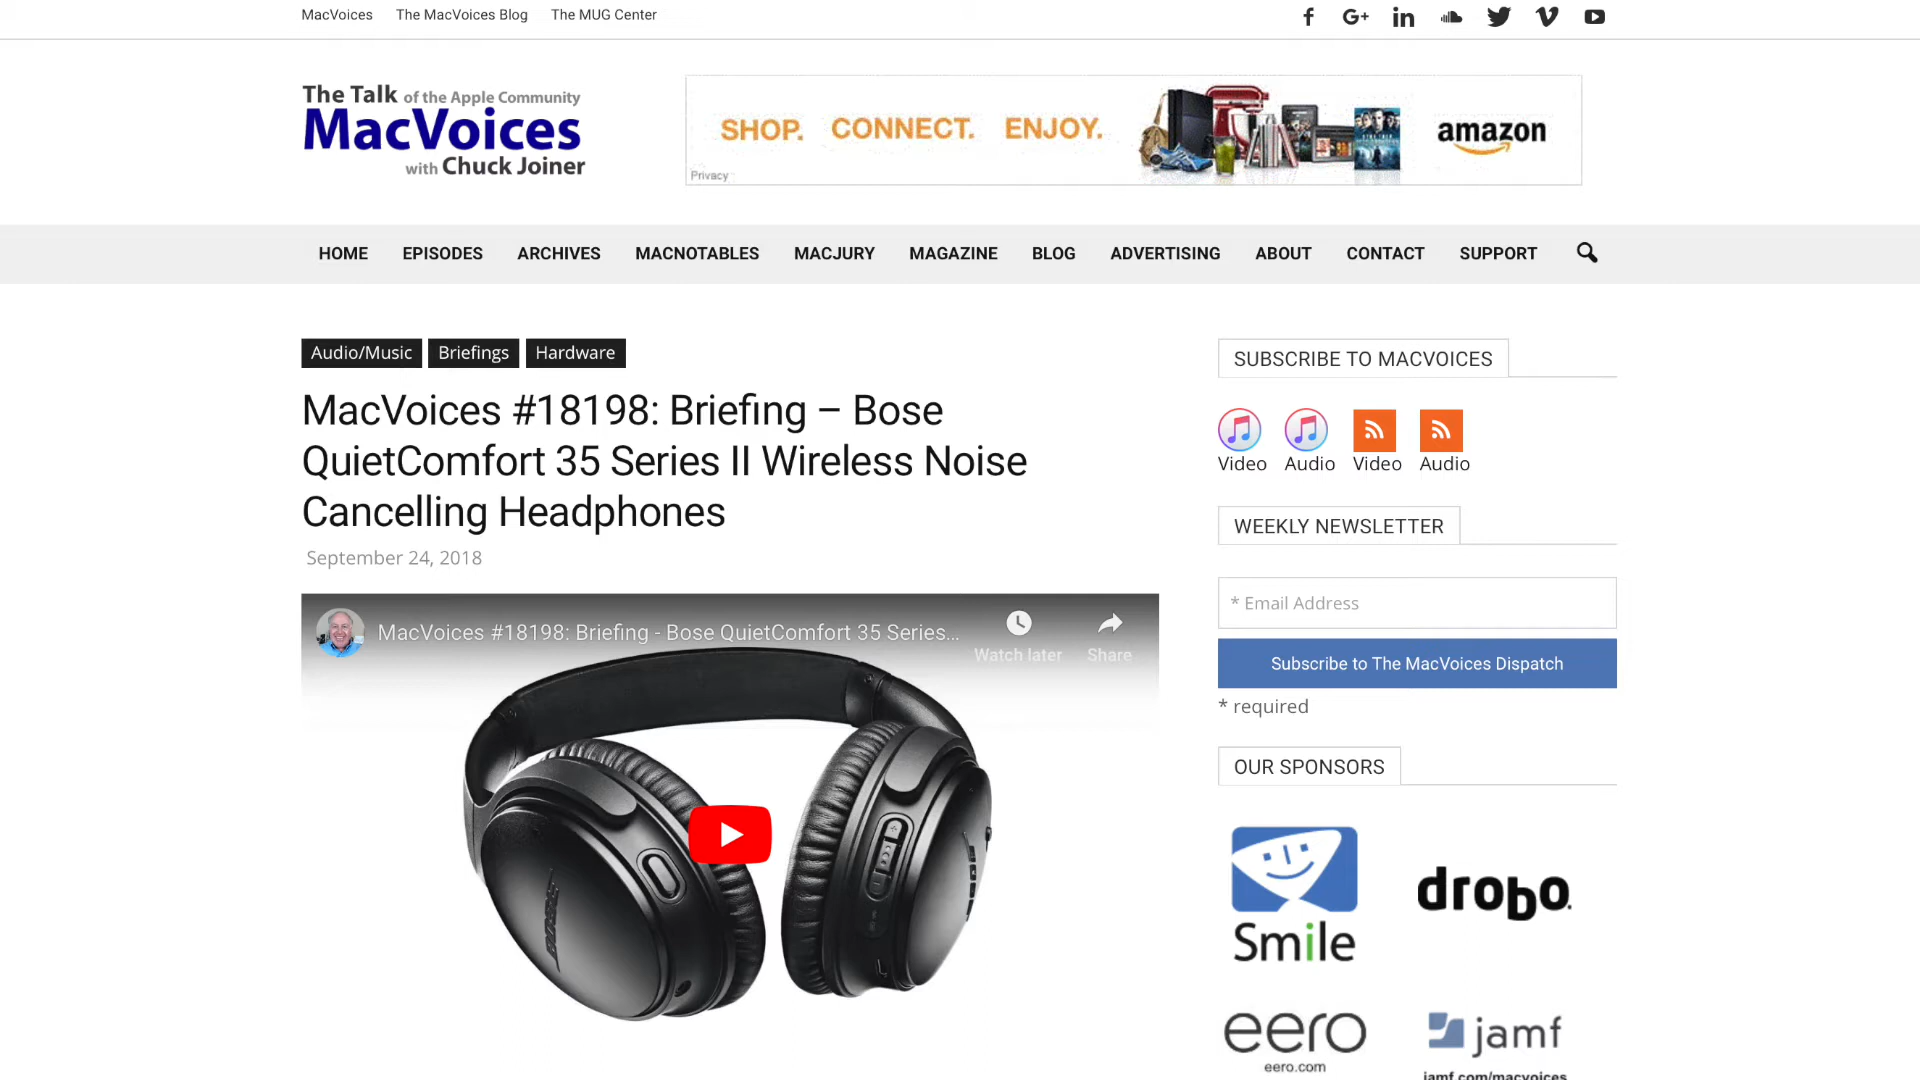 MacVoices The MacVoices Blog The MUG Center
The Talk of the Apple Community
MacVoices
with Chuck Joiner
SHOP. CONNECT. ENJOY.
amazon
Privacy
HOME EPISODES ARCHIVES MACNOTABLES MACJURY MAGAZINE BLOG ADVERTISING ABOUT CONTACT SUPPORT
Audio/Music Briefings Hardware
MacVoices #18198: Briefing – Bose
QuietComfort 35 Series II Wireless Noise
Cancelling Headphones
September 24, 2018
MacVoices #18198: Briefing - Bose QuietComfort 35 Series...
Watch later Share
BOSE
BOSE
SUBSCRIBE TO MACVOICES
Video Audio Video Audio
WEEKLY NEWSLETTER
* Email Address
Subscribe to The MacVoices Dispatch
* required
OUR SPONSORS
Smile
drobo.
eero
eero.com
jamf
jamf.com/macvoices